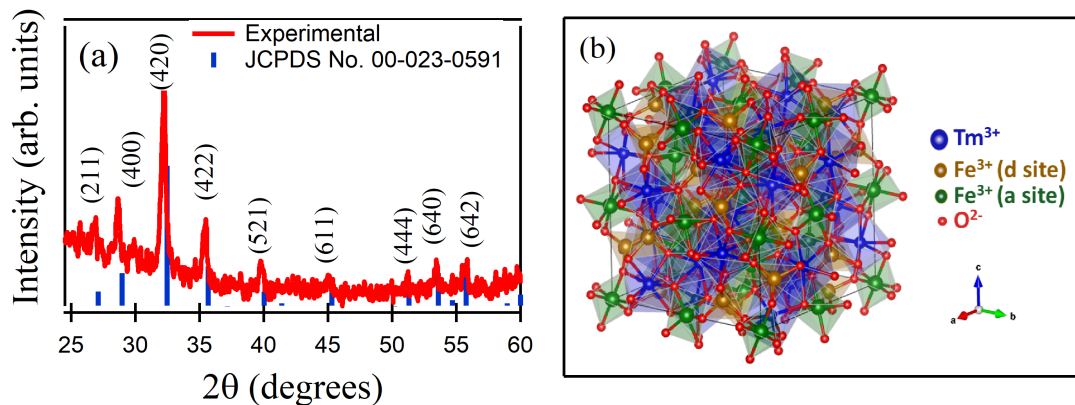 (a)
Experimental
JCPDS No. 00-023-0591
(211)
(400)
(420)
(422)
(521)
(611)
(444)
(640)
(642)
Intensity (arb. units)
25 30 35 40 45 50 55 60
2θ (degrees)
(b)
Tm³⁺
Fe³⁺ (d site)
Fe³⁺ (a site)
O²⁻
c
a
b